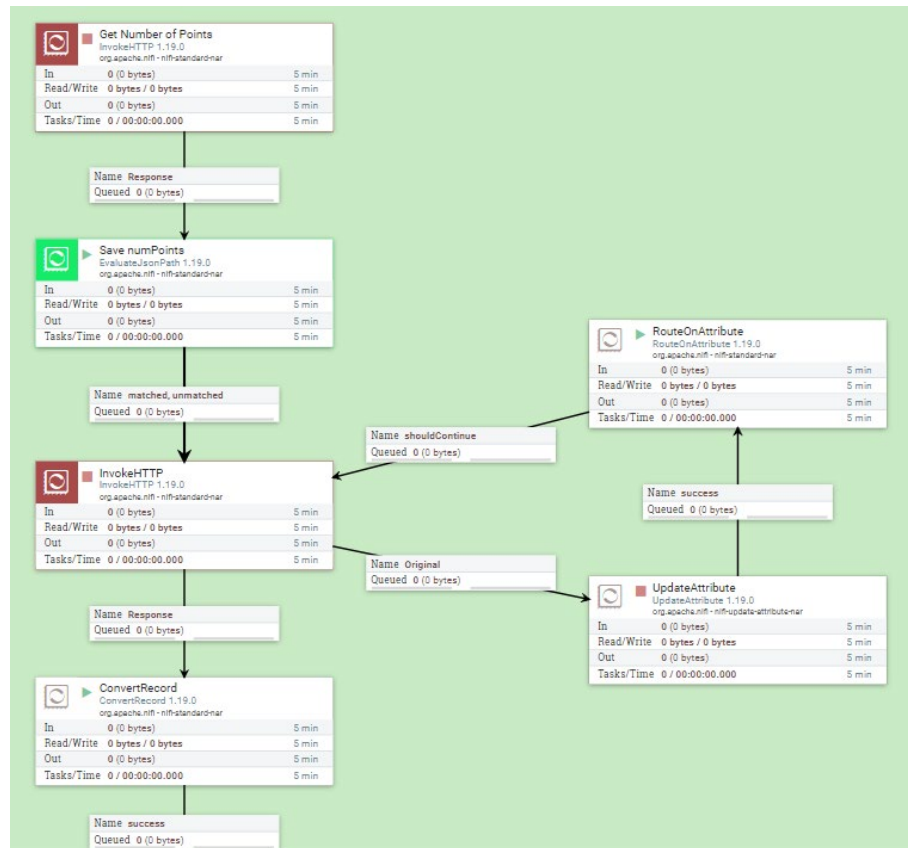 Get Number of Points
InvokeHTTP 1.19.0
org.apache.nifi - nifi-standard-nar
In 0 (0 bytes) 5 min
Read/Write 0 bytes / 0 bytes 5 min
Out 0 (0 bytes) 5 min
Tasks/Time 0 / 00:00:00.000 5 min
Name Response
Queued 0 (0 bytes)
Save numPoints
EvaluateJsonPath 1.19.0
org.apache.nifi - nifi-standard-nar
In 0 (0 bytes) 5 min
Read/Write 0 bytes / 0 bytes 5 min
Out 0 (0 bytes) 5 min
Tasks/Time 0 / 00:00:00.000 5 min
Name matched, unmatched
Queued 0 (0 bytes)
RouteOnAttribute
RouteOnAttribute 1.19.0
org.apache.nifi - nifi-standard-nar
In 0 (0 bytes) 5 min
Read/Write 0 bytes / 0 bytes 5 min
Out 0 (0 bytes) 5 min
Tasks/Time 0 / 00:00:00.000 5 min
Name shouldContinue
Queued 0 (0 bytes)
InvokeHTTP
InvokeHTTP 1.19.0
org.apache.nifi - nifi-standard-nar
In 0 (0 bytes) 5 min
Read/Write 0 bytes / 0 bytes 5 min
Out 0 (0 bytes) 5 min
Tasks/Time 0 / 00:00:00.000 5 min
Name success
Queued 0 (0 bytes)
Name Original
Queued 0 (0 bytes)
UpdateAttribute
UpdateAttribute 1.19.0
org.apache.nifi - nifi-update-attribute-nar
In 0 (0 bytes) 5 min
Read/Write 0 bytes / 0 bytes 5 min
Out 0 (0 bytes) 5 min
Tasks/Time 0 / 00:00:00.000 5 min
Name Response
Queued 0 (0 bytes)
ConvertRecord
ConvertRecord 1.19.0
org.apache.nifi - nifi-standard-nar
In 0 (0 bytes) 5 min
Read/Write 0 bytes / 0 bytes 5 min
Out 0 (0 bytes) 5 min
Tasks/Time 0 / 00:00:00.000 5 min
Name success
Queued 0 (0 bytes)